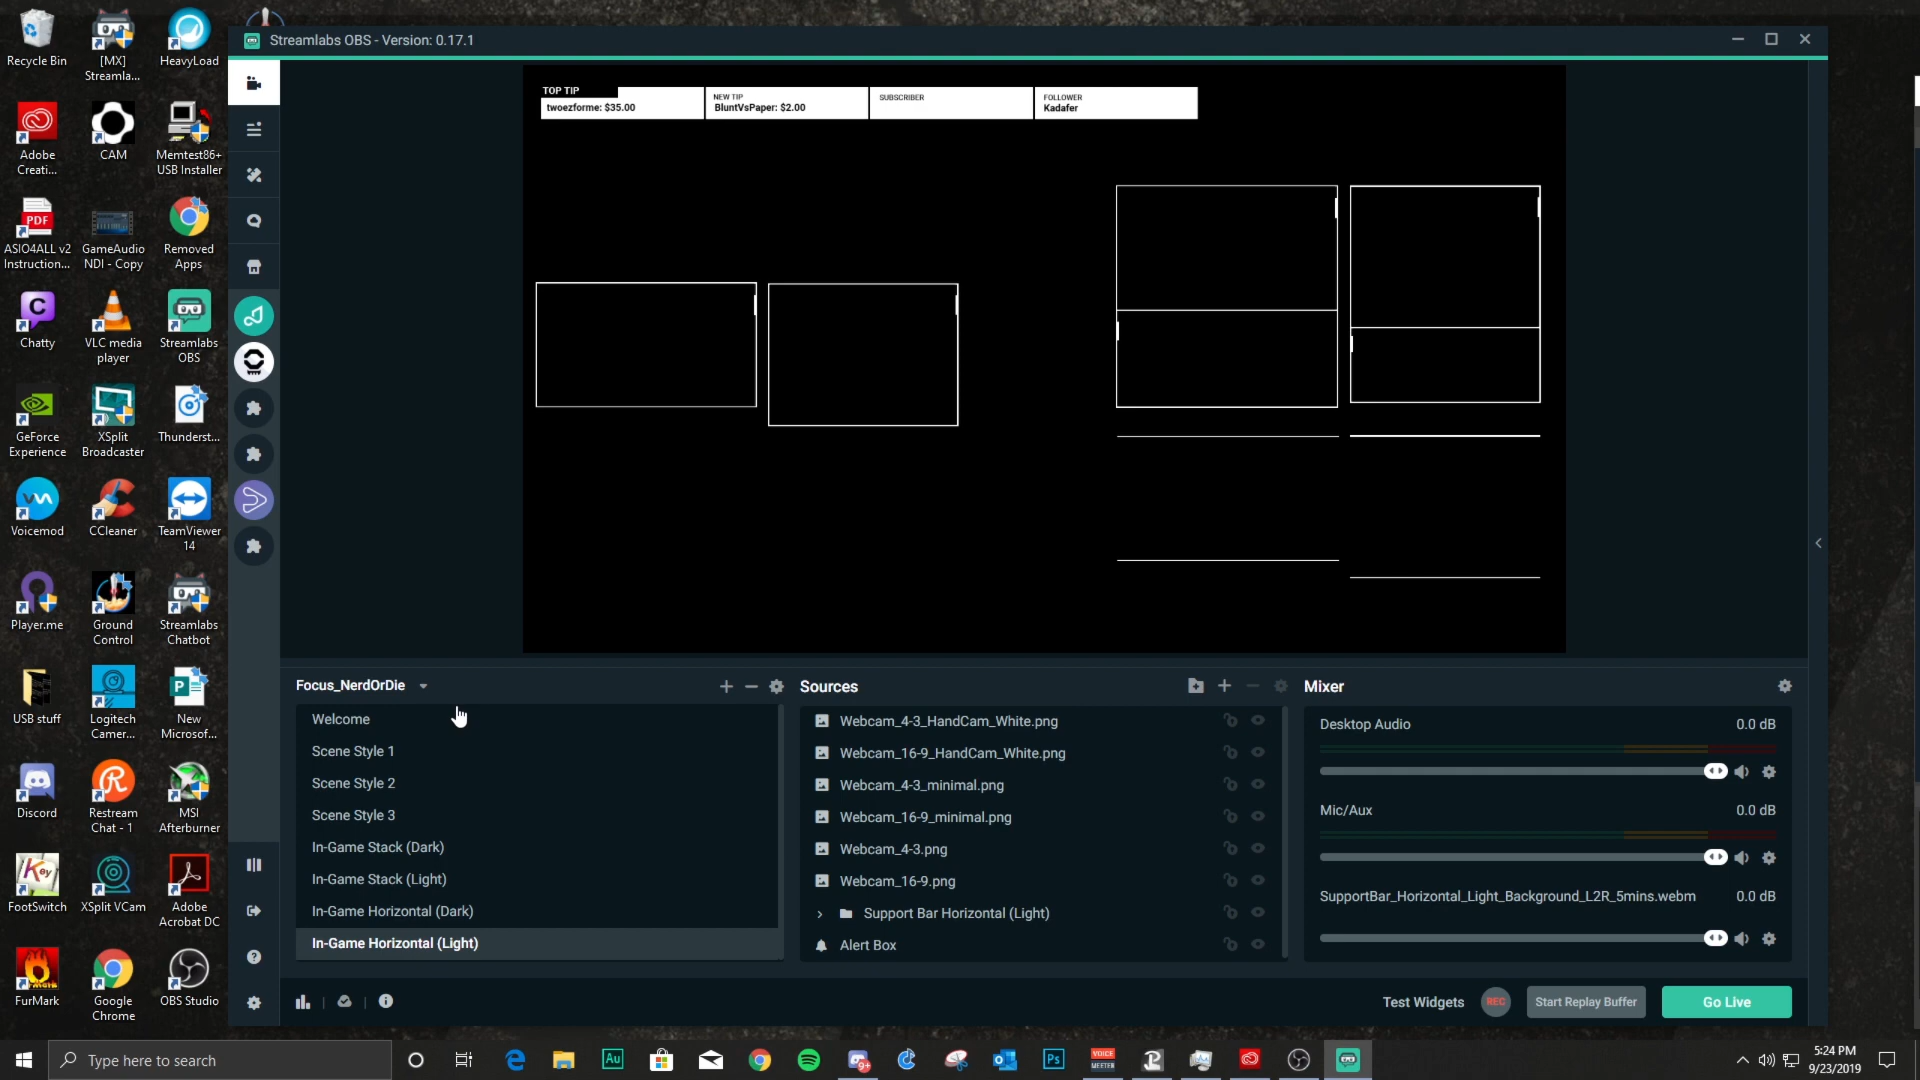 Streamlabs OBS - Version: 0.17.1
Recycle Bin
[MX]
Streamla...
HeavyLoad
Adobe
Creati...
CAM
Memtest86+
USB Installer
ASIO4ALL v2
Instruction...
GameAudio
NDI - Copy
Removed
Apps
Chatty
VLC media
player
Streamlabs
OBS
GeForce
Experience
XSplit
Broadcaster
Thunderst...
Voicemod
CCleaner
TeamViewer
14
Player.me
Ground
Control
Streamlabs
Chatbot
USB stuff
Logitech
Camer...
New
Microsof...
Discord
Restream
Chat - 1
MSI
Afterburner
FootSwitch
XSplit VCam
Adobe
Acrobat DC
FurMark
Google
Chrome
OBS Studio
TOP TIP
twoezforme: $35.00
NEW TIP
BluntVsPaper: $2.00
SUBSCRIBER
FOLLOWER
Kadafer
Focus_NerdOrDie
Welcome
Scene Style 1
Scene Style 2
Scene Style 3
In-Game Stack (Dark)
In-Game Stack (Light)
In-Game Horizontal (Dark)
In-Game Horizontal (Light)
Sources
Webcam_4-3_HandCam_White.png
Webcam_16-9_HandCam_White.png
Webcam_4-3_minimal.png
Webcam_16-9_minimal.png
Webcam_4-3.png
Webcam_16-9.png
Support Bar Horizontal (Light)
Alert Box
Mixer
Desktop Audio 0.0 dB
Mic/Aux 0.0 dB
SupportBar_Horizontal_Light_Background_L2R_5mins.webm 0.0 dB
Test Widgets REC Start Replay Buffer Go Live
Type here to search
5:24 PM
9/23/2019